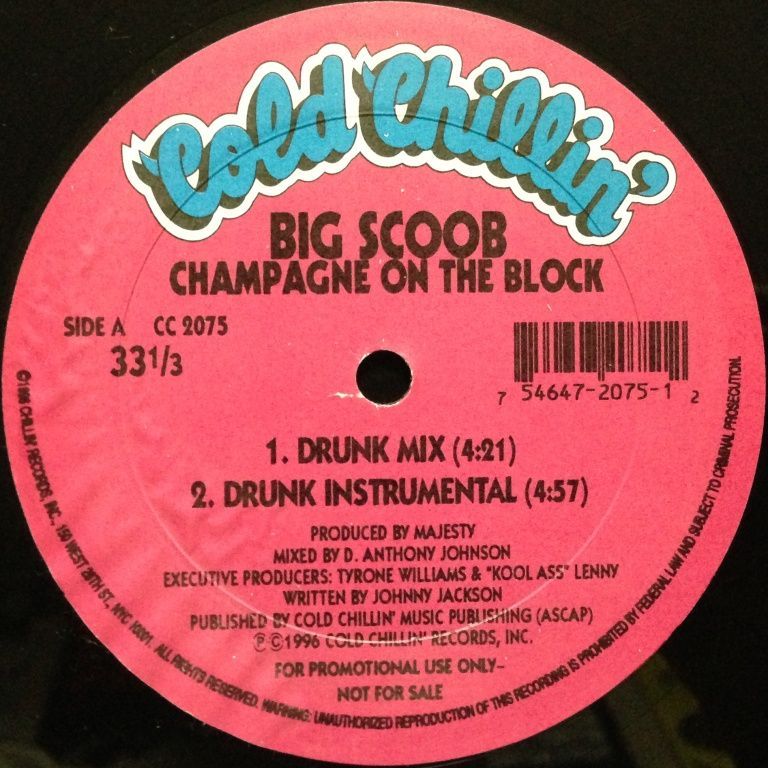 Cold Chillin'
BIG SCOOB
CHAMPAGNE ON THE BLOCK
SIDE A CC 2075
33 1/3
7 54647-2075-1 2
1. DRUNK MIX (4:21)
2. DRUNK INSTRUMENTAL (4:57)
PRODUCED BY MAJESTY
MIXED BY D. ANTHONY JOHNSON
EXECUTIVE PRODUCERS: TYRONE WILLIAMS & "KOOL ASS" LENNY
WRITTEN BY JOHNNY JACKSON
PUBLISHED BY COLD CHILLIN' MUSIC PUBLISHING (ASCAP)
℗©1996 COLD CHILLIN' RECORDS, INC.
FOR PROMOTIONAL USE ONLY–
NOT FOR SALE
©1996 CHILLIN' RECORDS, INC., 150 WEST 28TH ST., NYC 10001. ALL RIGHTS RESERVED. WARNING: UNAUTHORIZED REPRODUCTION OF THIS RECORDING IS PROHIBITED BY FEDERAL LAW AND SUBJECT TO CRIMINAL PROSECUTION.